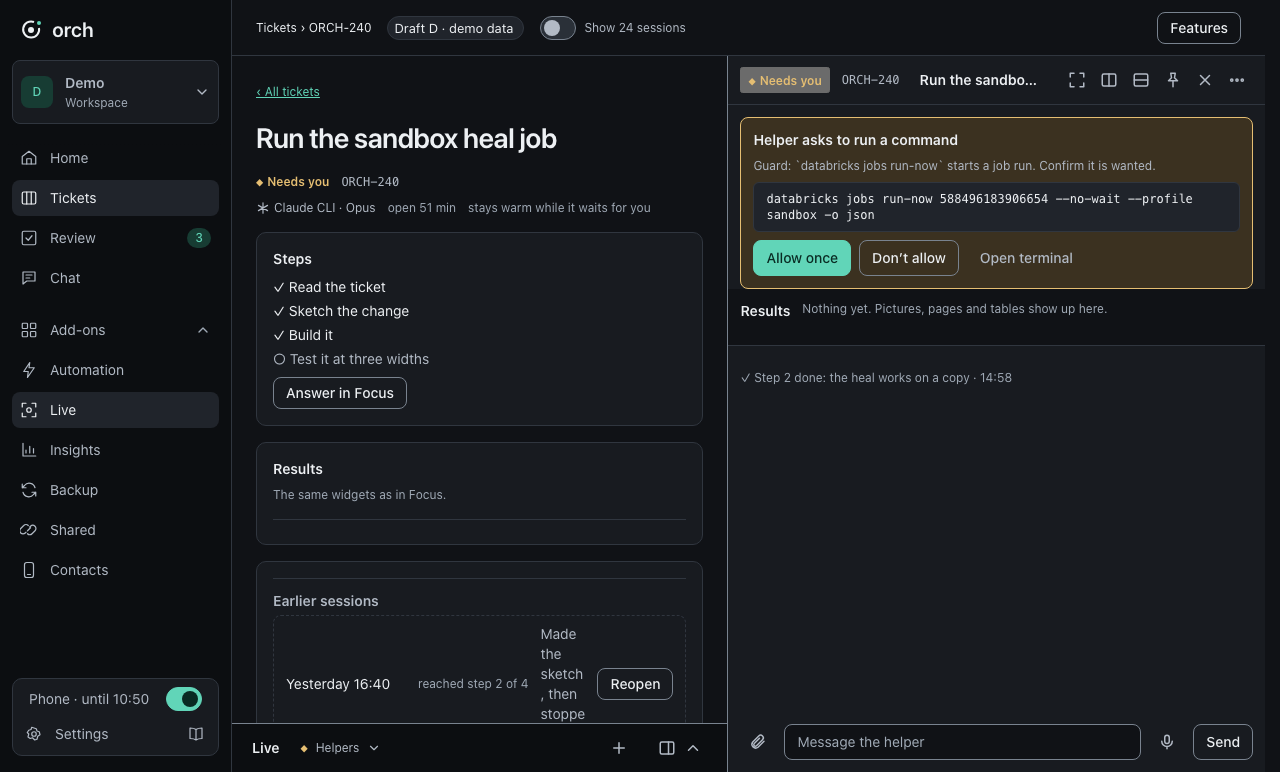 orch
D
Demo
Workspace
Home
Tickets
Review
3
Chat
Add-ons
Automation
Live
Insights
Backup
Shared
Contacts
Phone · until 10:50
Settings
Tickets › ORCH-240
Draft D · demo data
Show 24 sessions
Features
‹ All tickets
Run the sandbox heal job
◆ Needs you
ORCH-240
Claude CLI · Opus
open 51 min
stays warm while it waits for you
Steps
✓ Read the ticket
✓ Sketch the change
✓ Build it
○ Test it at three widths
Answer in Focus
Results
The same widgets as in Focus.
Earlier sessions
Yesterday 16:40
reached step 2 of 4
Made
the
sketch
, then
stoppe
Reopen
Live
◆ Helpers
◆ Needs you
ORCH-240
Run the sandbo...
Helper asks to run a command
Guard: `databricks jobs run-now` starts a job run. Confirm it is wanted.
databricks jobs run-now 588496183906654 --no-wait --profile
sandbox -o json
Allow once
Don’t allow
Open terminal
Results
Nothing yet. Pictures, pages and tables show up here.
✓ Step 2 done: the heal works on a copy · 14:58
Message the helper
Send